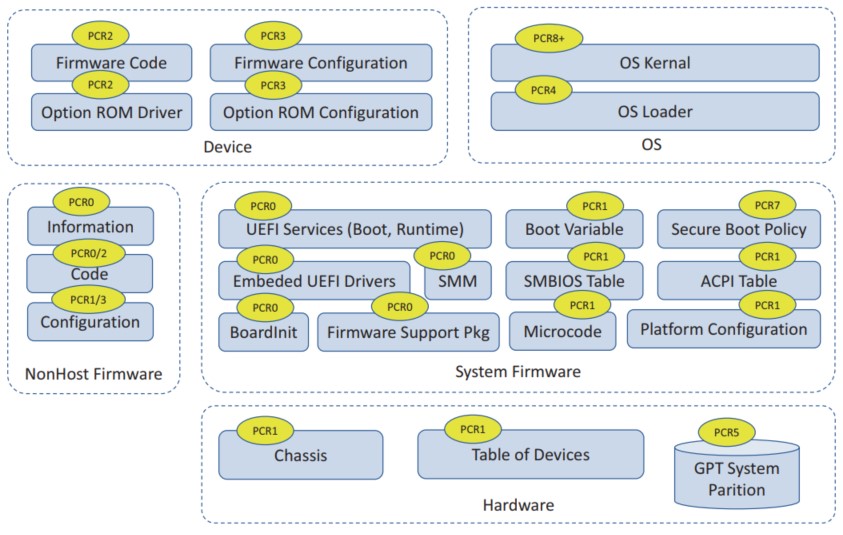 PCR2
Firmware Code
PCR3
Firmware Configuration
PCR2
Option ROM Driver
PCR3
Option ROM Configuration
Device
PCR8+
OS Kernal
PCR4
OS Loader
OS
PCR0
Information
PCR0/2
Code
PCR1/3
Configuration
NonHost Firmware
PCR0
UEFI Services (Boot, Runtime)
PCR1
Boot Variable
PCR7
Secure Boot Policy
PCR0
Embeded UEFI Drivers
PCR0
SMM
PCR1
SMBIOS Table
PCR1
ACPI Table
PCR0
BoardInit
PCR0
Firmware Support Pkg
PCR1
Microcode
PCR1
Platform Configuration
System Firmware
PCR1
Chassis
PCR1
Table of Devices
PCR5
GPT System
Parition
Hardware